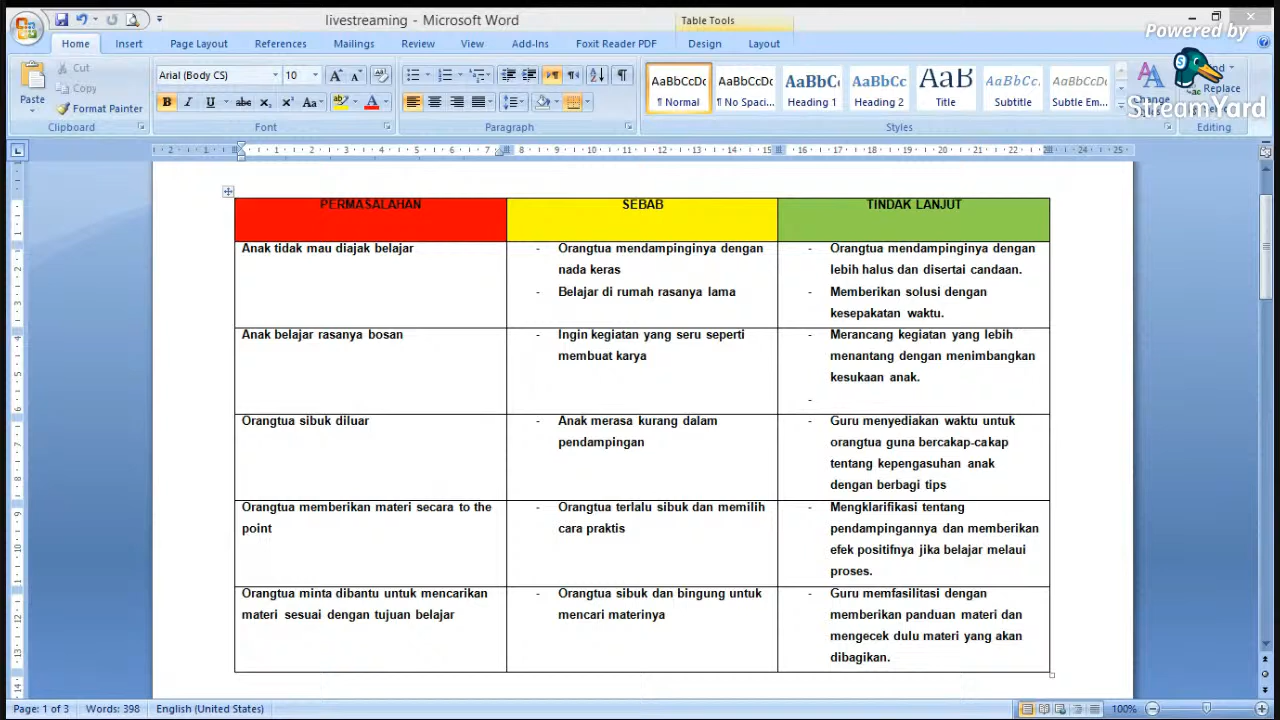 livestreaming - Microsoft Word
Table Tools
Powered by
StreamYard
Home Insert Page Layout References Mailings Review View Add-Ins Foxit Reader PDF Design Layout
Paste
Cut
Copy
Format Painter
Clipboard
Arial (Body CS) 10
Font
Paragraph
AaBbCcDc AaBbCcDc AaBbCc AaBbCc AaB AaBbCcL AaBbCcDc
¶ Normal ¶ No Spaci... Heading 1 Heading 2 Title Subtitle Subtle Em...
Styles
Replace
Editing
PERMASALAHAN
SEBAB
TINDAK LANJUT
Anak tidak mau diajak belajar
- Orangtua mendampinginya dengan
nada keras
- Belajar di rumah rasanya lama
- Orangtua mendampinginya dengan
lebih halus dan disertai candaan.
- Memberikan solusi dengan
kesepakatan waktu.
Anak belajar rasanya bosan
- Ingin kegiatan yang seru seperti
membuat karya
- Merancang kegiatan yang lebih
menantang dengan menimbangkan
kesukaan anak.
-
Orangtua sibuk diluar
- Anak merasa kurang dalam
pendampingan
- Guru menyediakan waktu untuk
orangtua guna bercakap-cakap
tentang kepengasuhan anak
dengan berbagi tips
Orangtua memberikan materi secara to the
point
- Orangtua terlalu sibuk dan memilih
cara praktis
- Mengklarifikasi tentang
pendampingannya dan memberikan
efek positifnya jika belajar melaui
proses.
Orangtua minta dibantu untuk mencarikan
materi sesuai dengan tujuan belajar
- Orangtua sibuk dan bingung untuk
mencari materinya
- Guru memfasilitasi dengan
memberikan panduan materi dan
mengecek dulu materi yang akan
dibagikan.
Page: 1 of 3 Words: 398 English (United States) 100%